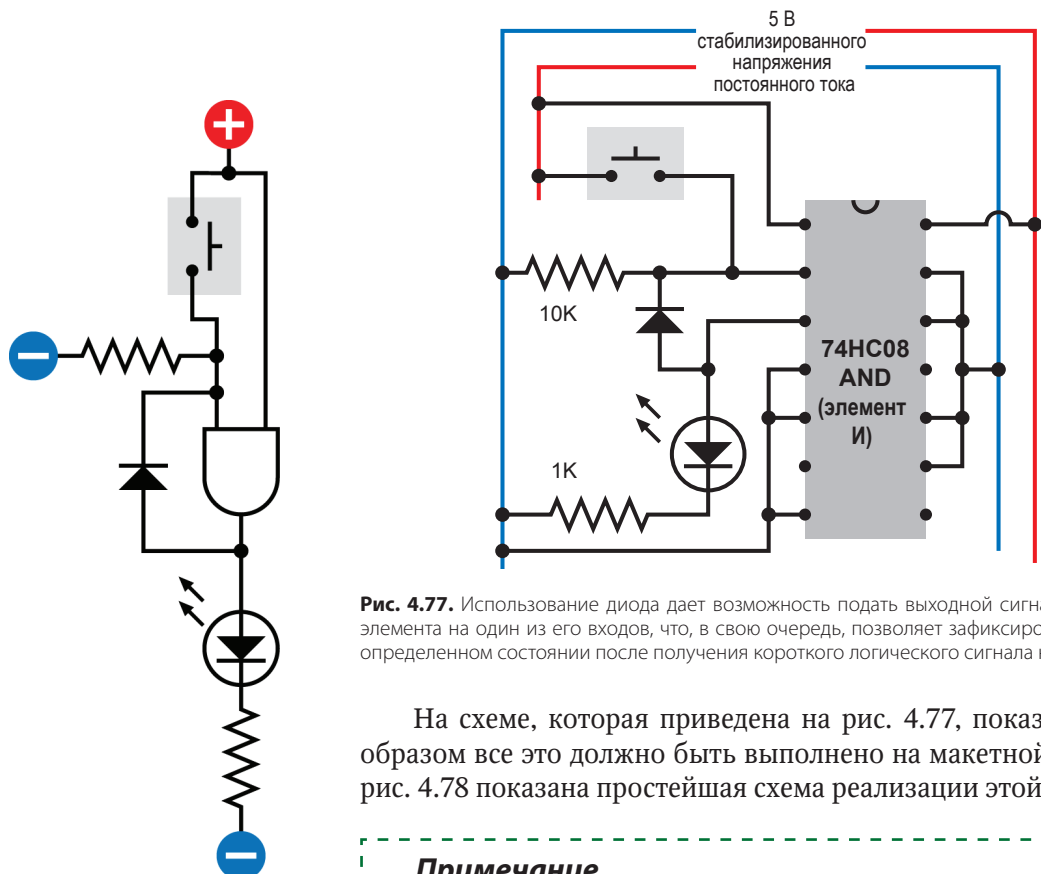 5 В
стабилизированного
напряжения
постоянного тока
10K
1K
74HC08
AND
(элемент
И)
Рис. 4.77. Использование диода дает возможность подать выходной
элемента на один из его входов, что, в свою очередь, позволяет
определенном состоянии после получения короткого логического сигнала
На схеме, которая приведена на рис. 4.77,
образом все это должно быть выполнено на макетной
рис. 4.78 показана простейшая схема реализации этой
Примечание